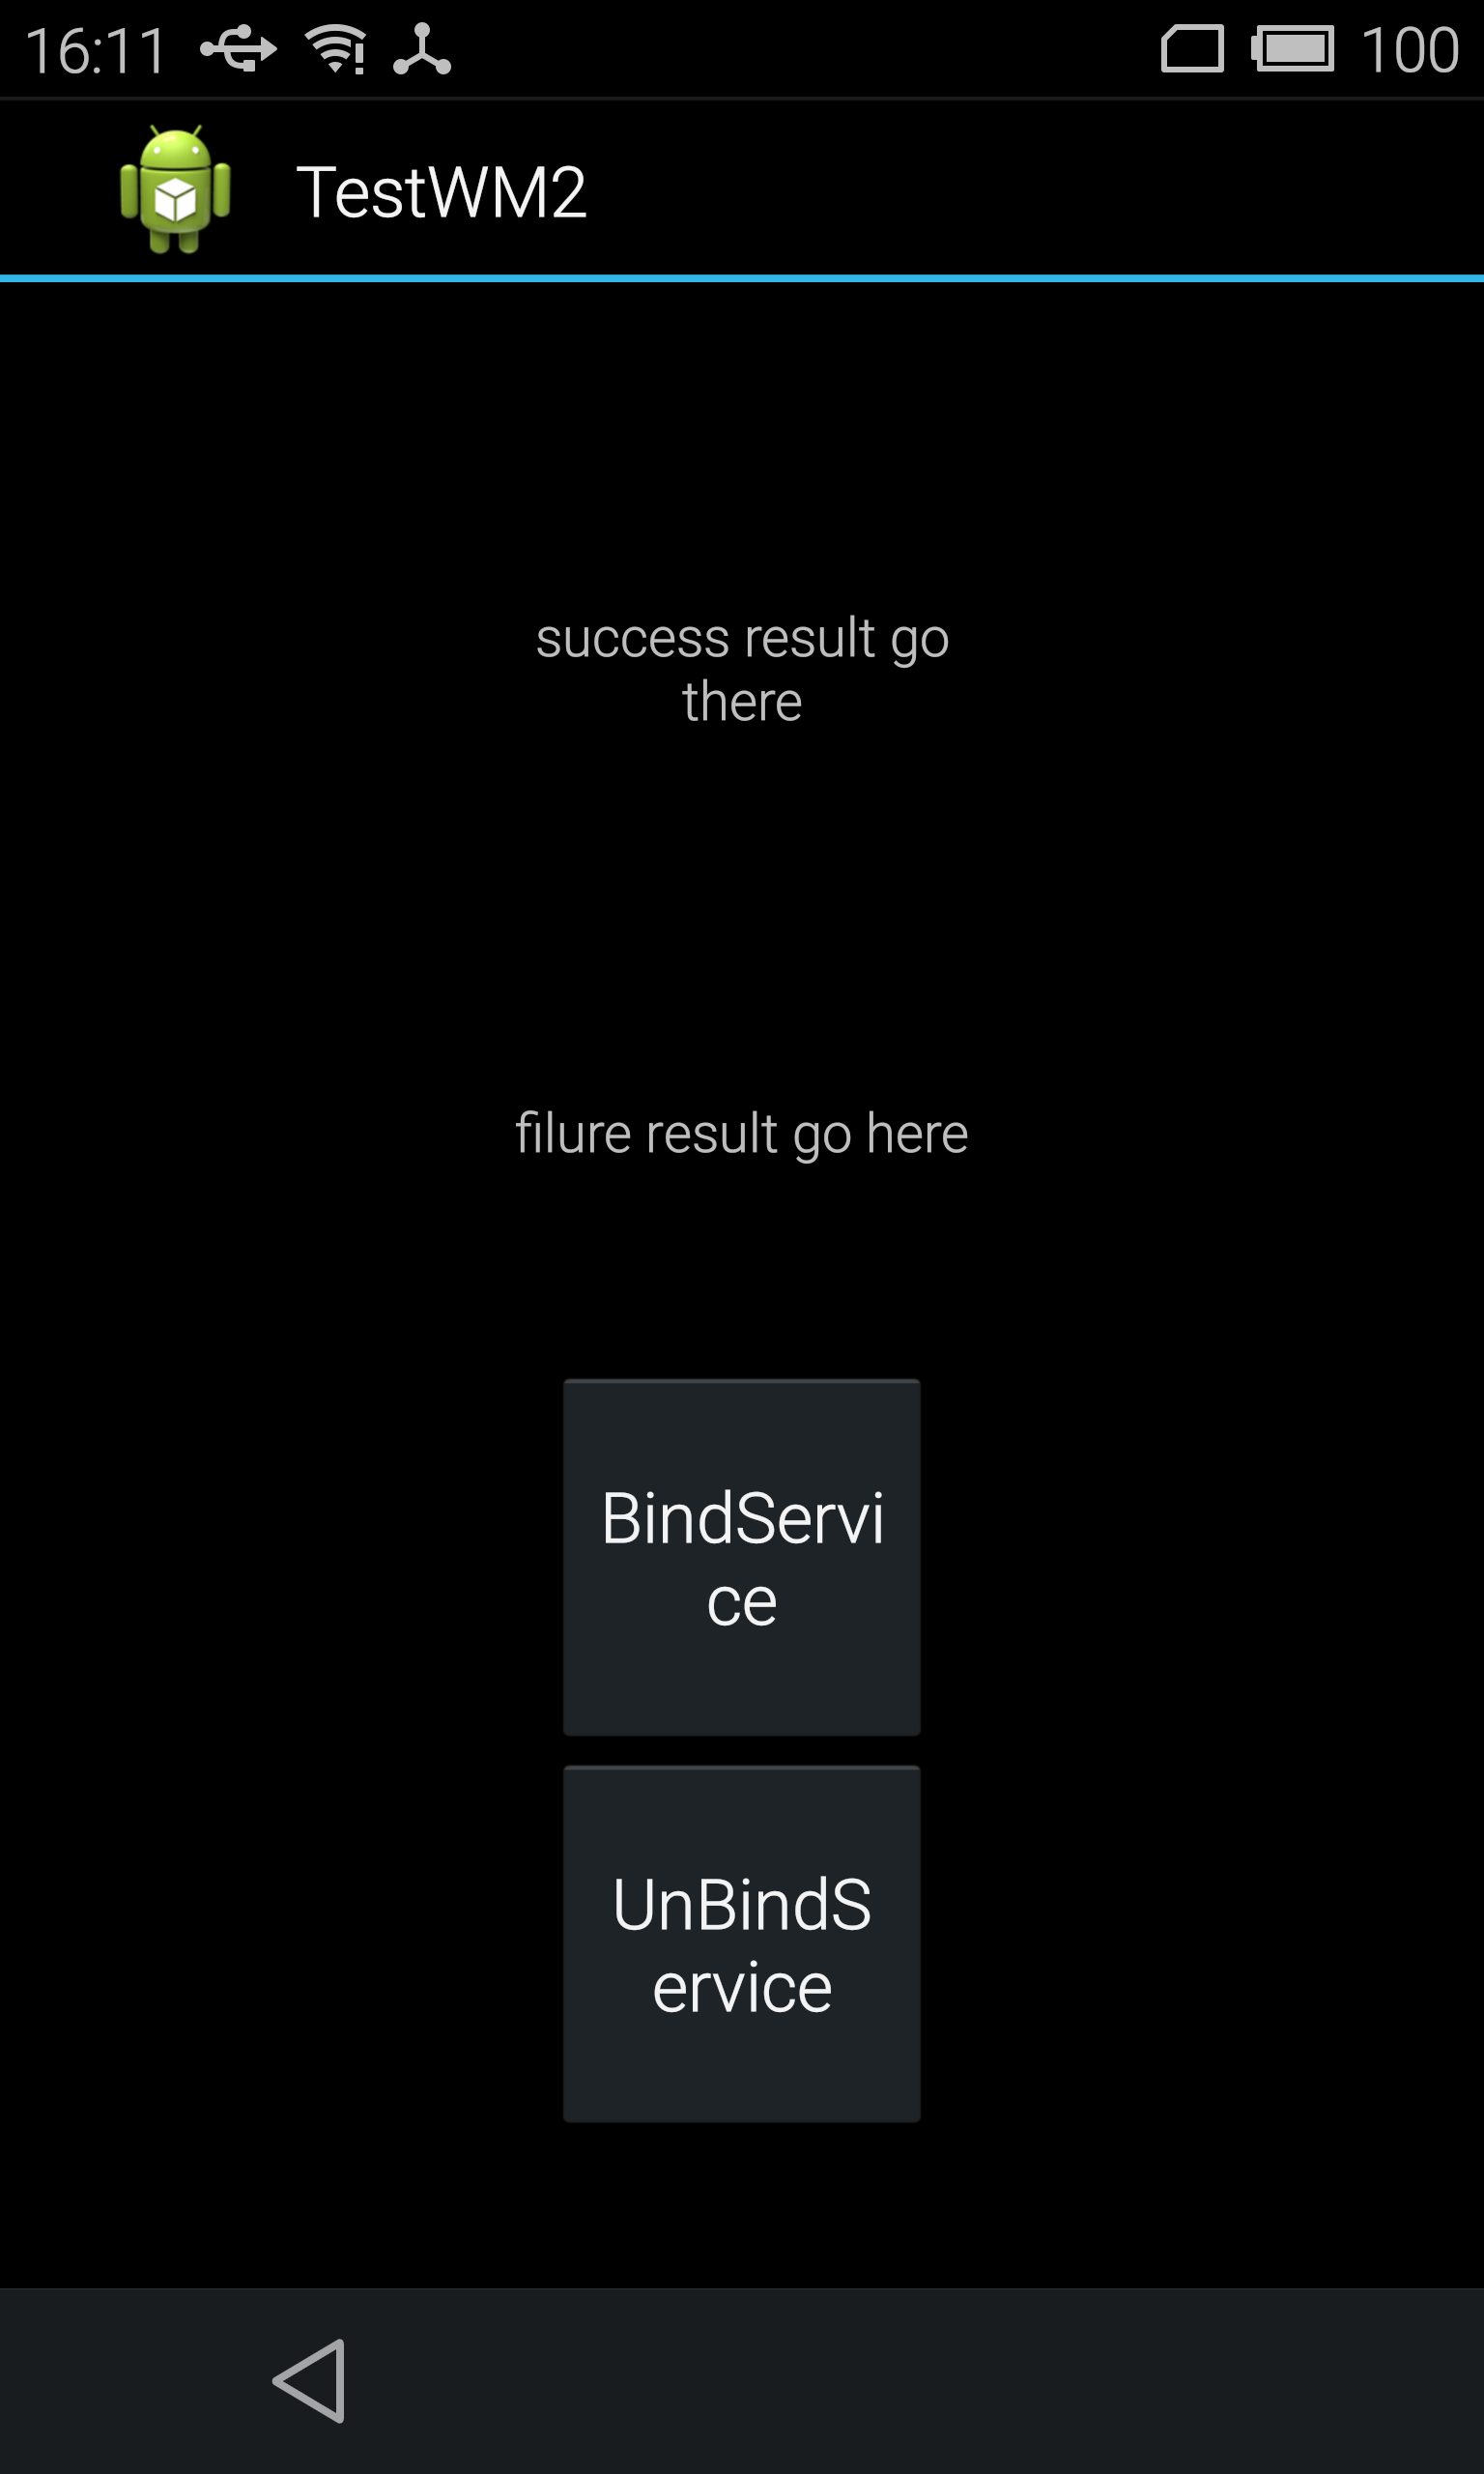 16:11 100
TestWM2
success result go
there
filure result go here
BindServi
ce
UnBindS
ervice